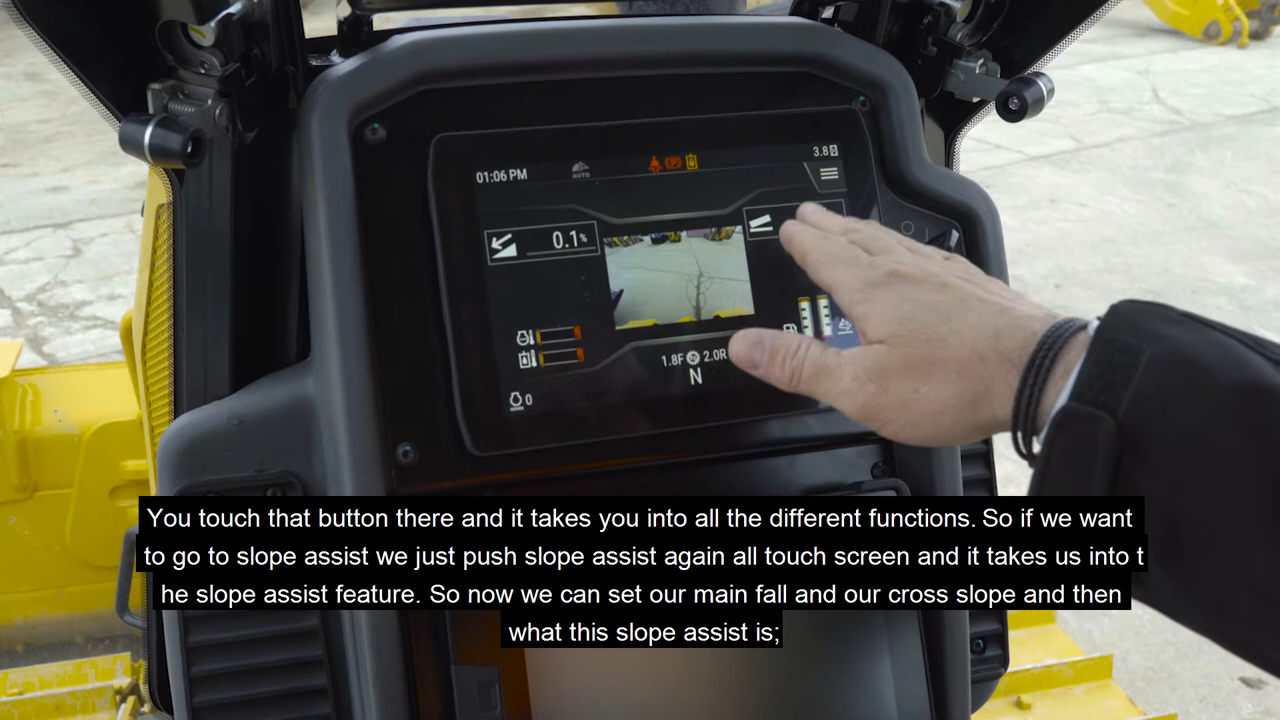 3.8
01:06 PM
AUTO
0.1%
1.8F 2.0R
N
0
You touch that button there and it takes you into all the different functions. So if we want
to go to slope assist we just push slope assist again all touch screen and it takes us into t
he slope assist feature. So now we can set our main fall and our cross slope and then
what this slope assist is;